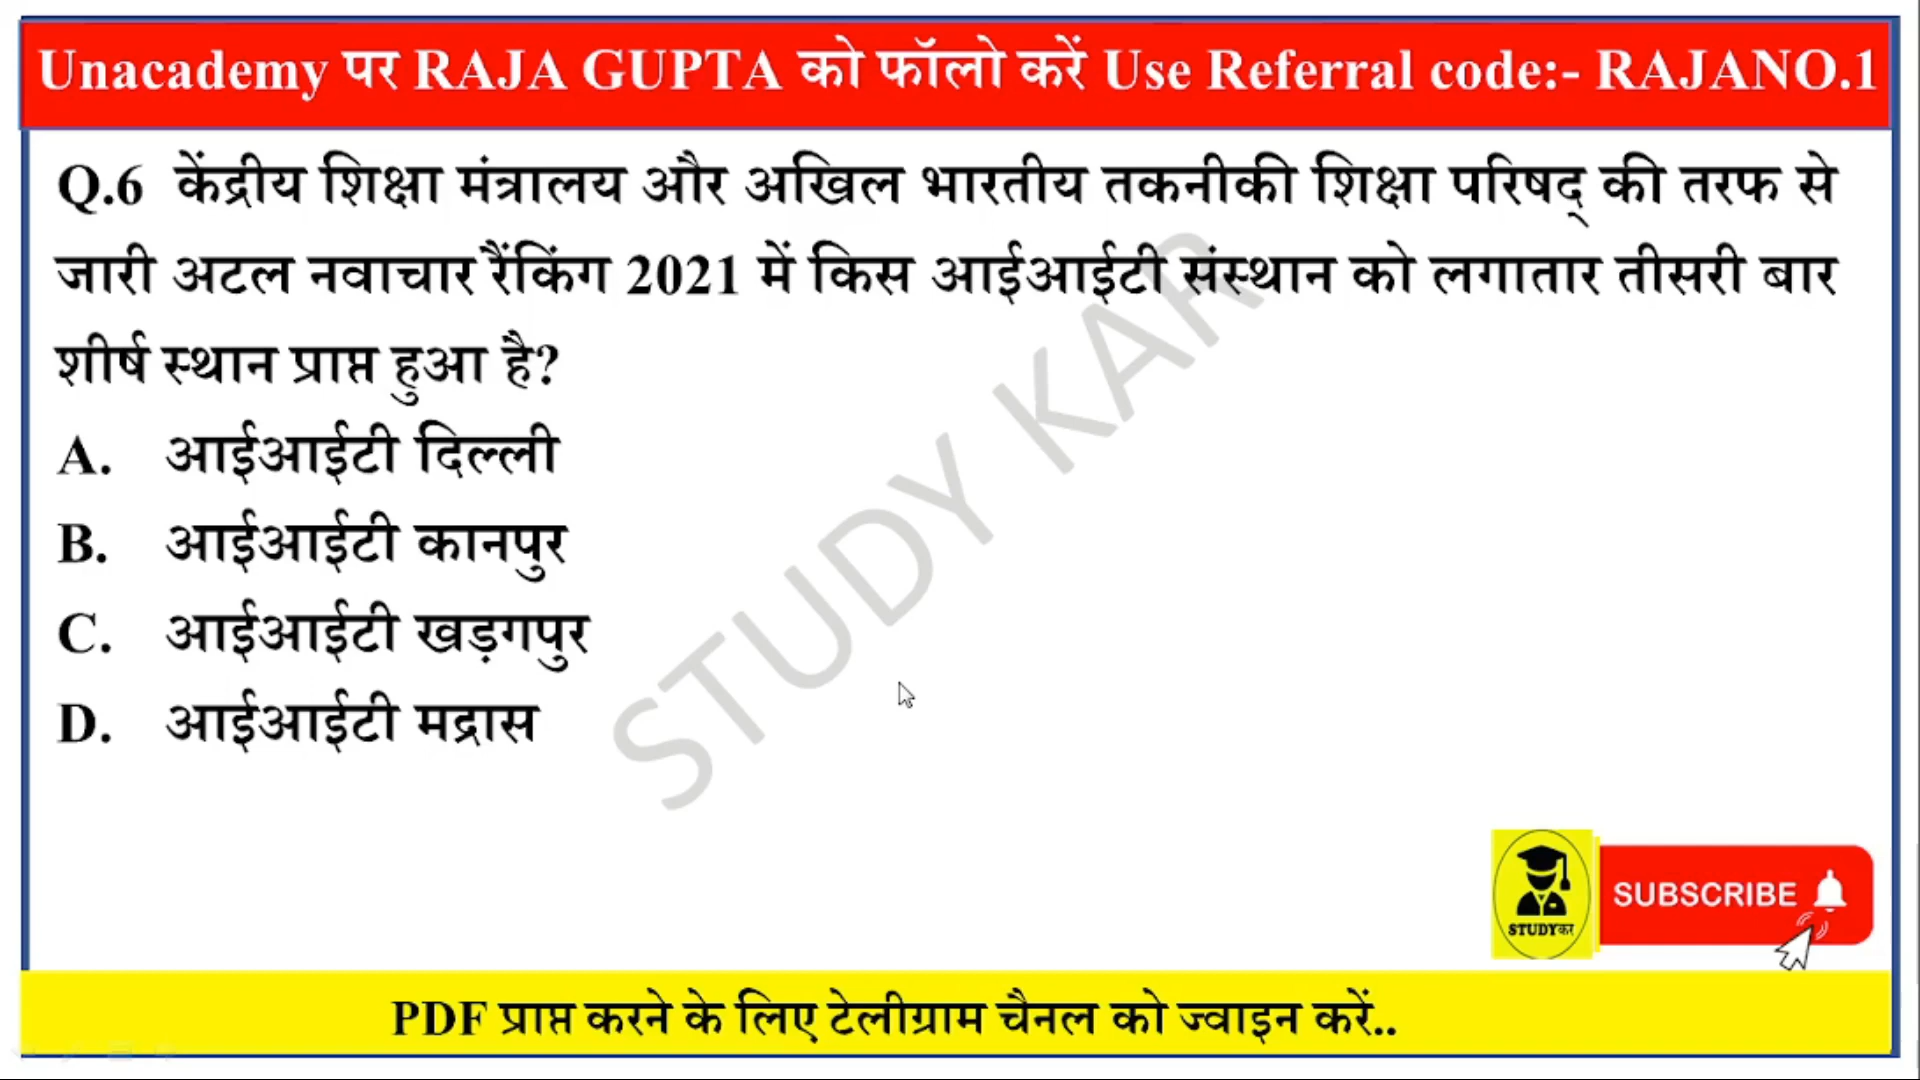 Unacademy पर RAJA GUPTA को फॉलो करें Use Referral code:- RAJANO.1
Q.6 केंद्रीय शिक्षा मंत्रालय और अखिल भारतीय तकनीकी शिक्षा परिषद् की तरफ से
जारी अटल नवाचार रैंकिंग 2021 में किस आईआईटी संस्थान को लगातार तीसरी बार
शीर्ष स्थान प्राप्त हुआ है?
A. आईआईटी दिल्ली
B. आईआईटी कानपुर
C. आईआईटी खड़गपुर
D. आईआईटी मद्रास
STUDY KAR
STUDYकर
SUBSCRIBE
PDF प्राप्त करने के लिए टेलीग्राम चैनल को ज्वाइन करें..